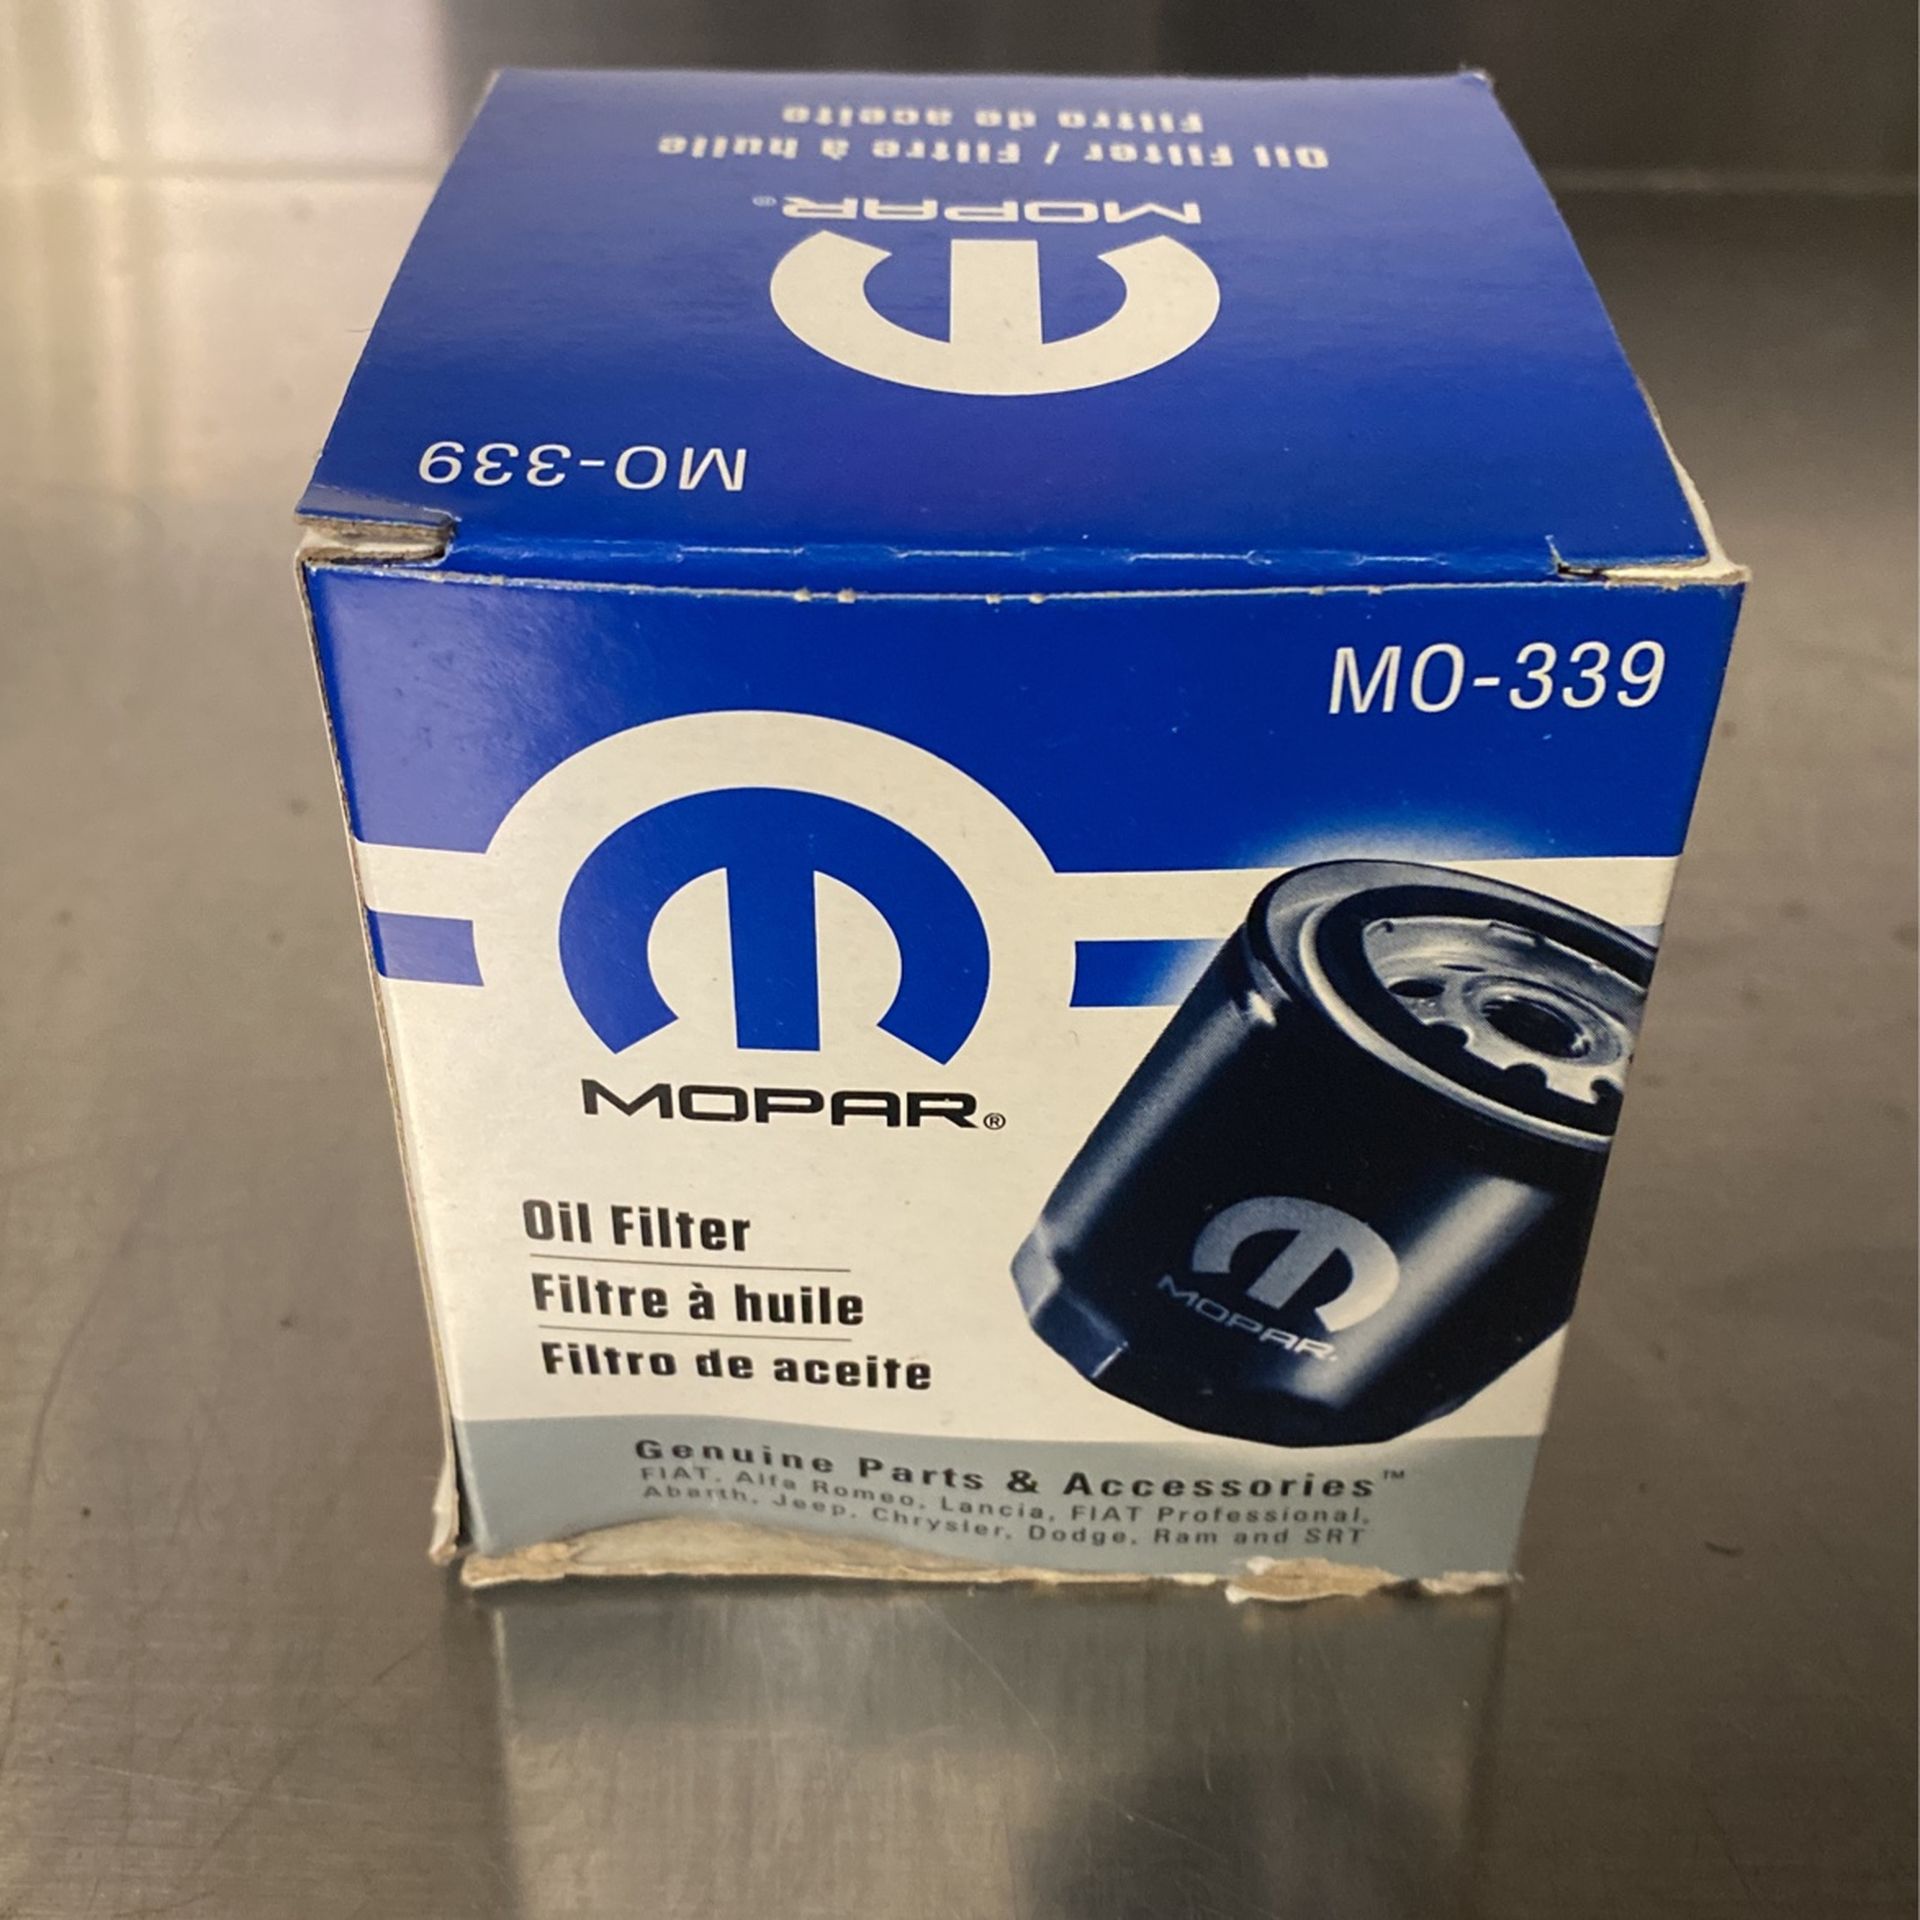 Filtro de aceite
Oil Filter / Filtre à huile
MOPAR®
MO-339
MO-339
MOPAR®
Oil Filter
Filtre à huile
Filtro de aceite
MOPAR.
Genuine Parts & Accessories™
FIAT, Alfa Romeo, Lancia, FIAT Professional,
Abarth, Jeep, Chrysler, Dodge, Ram and SRT